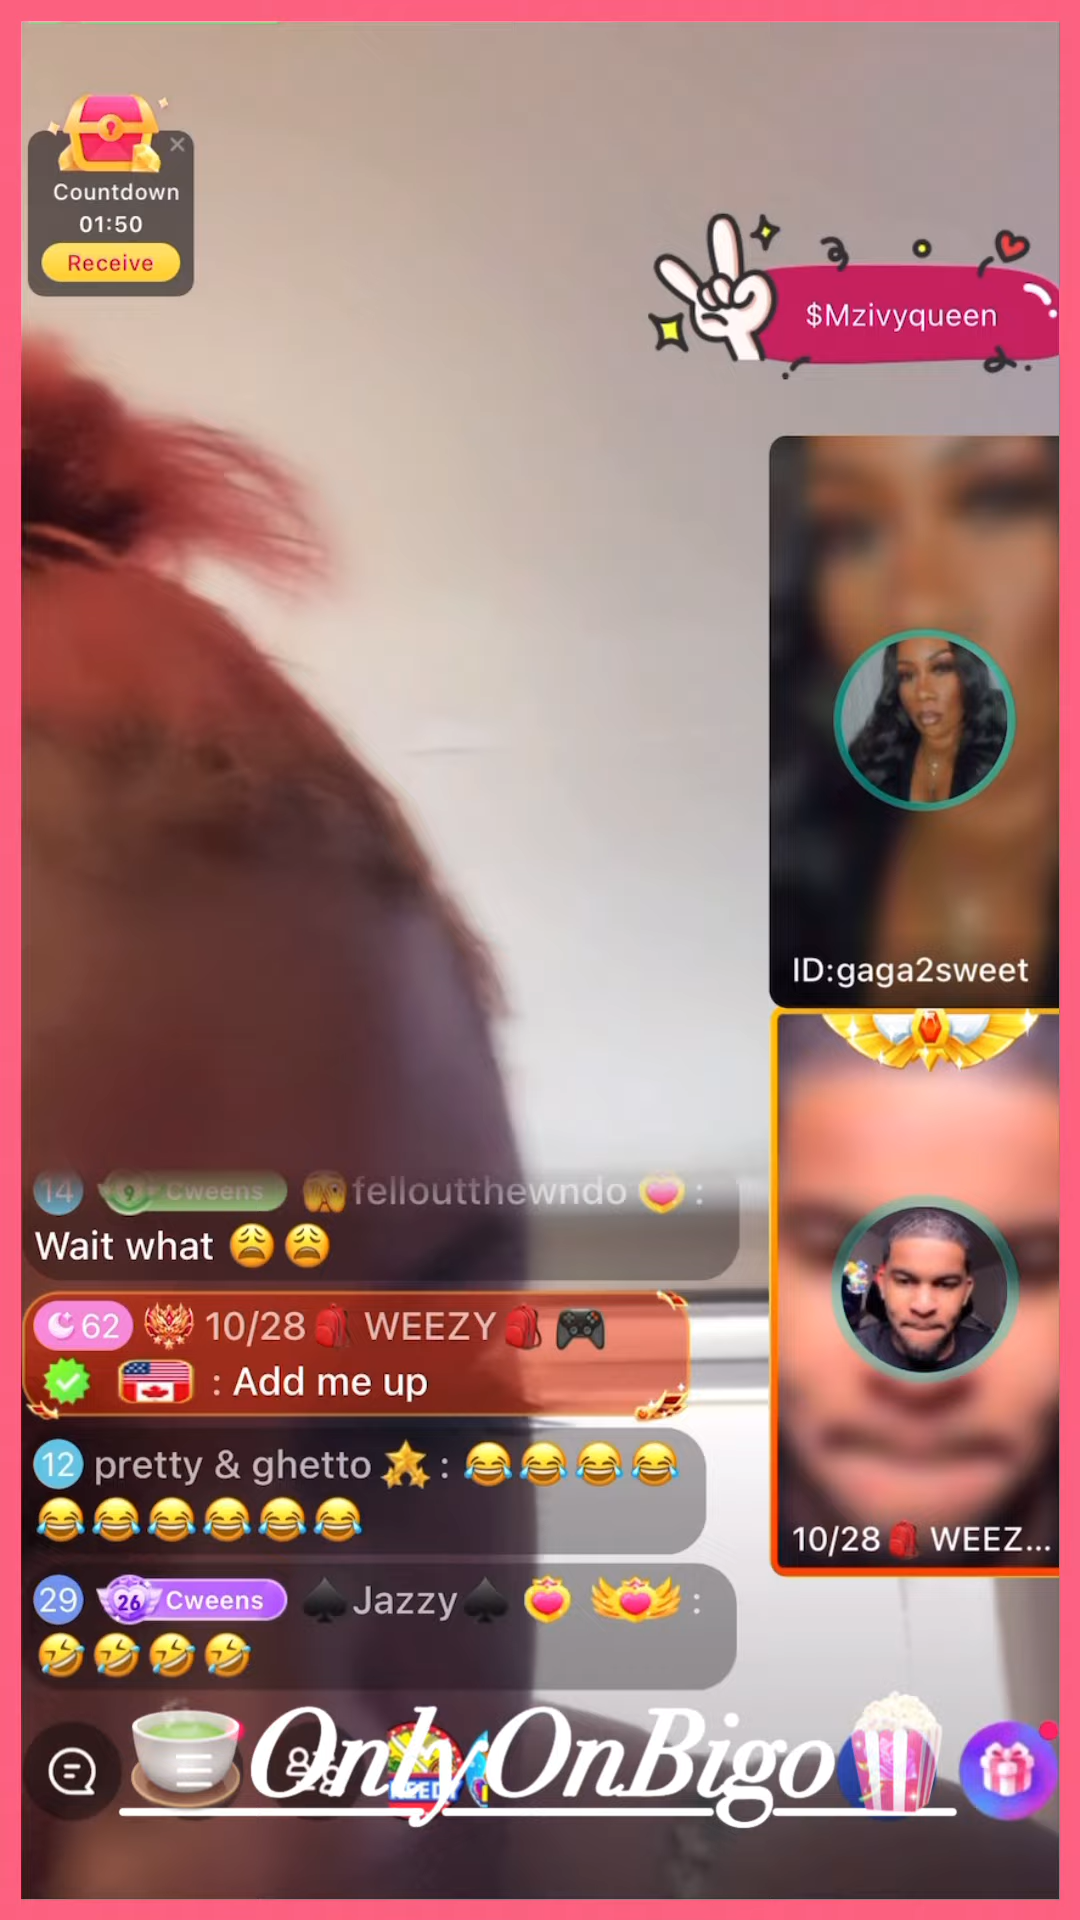 Countdown
01:50
Receive
$Mzivyqueen
ID:gaga2sweet
14 9 Cweens 🫣felloutthewndo 💗 :
Wait what 😩 😩
62 10/28🎒 WEEZY🎒🎮
: Add me up
12 pretty & ghetto 🌟 : 😂😂😂😂
😂😂😂😂😂😂
29 26 Cweens ♠️Jazzy♠️ :
🤣🤣🤣🤣
10/28🎒 WEEZ...
OnlyOnBigo